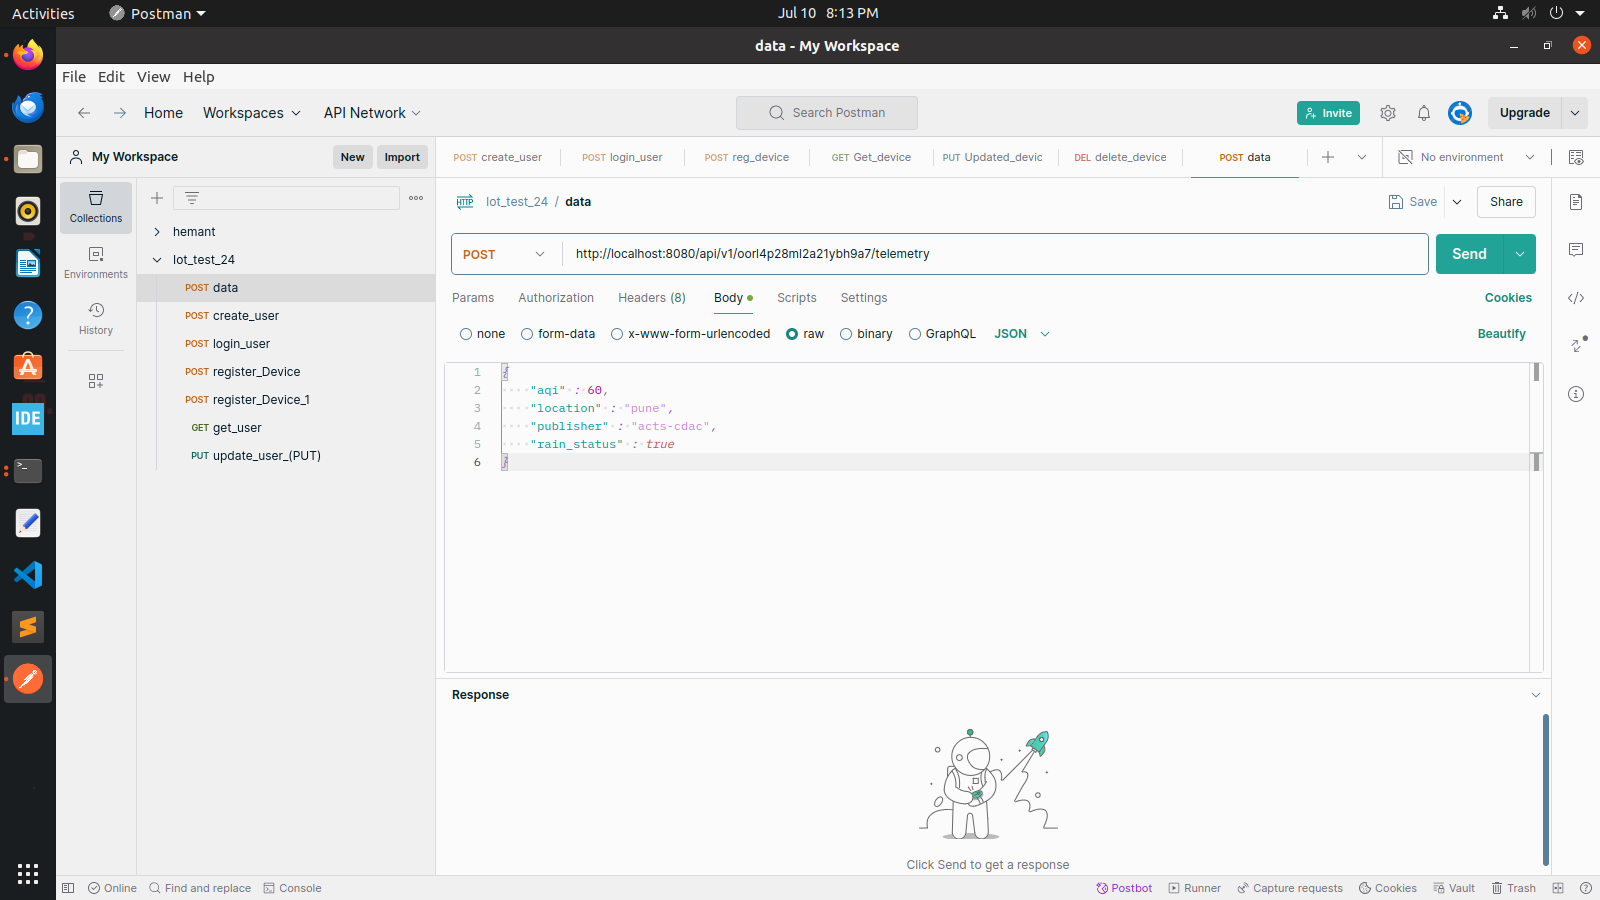 Activities
Postman
Jul 10 8:13 PM
data - My Workspace
File Edit View Help
Home Workspaces API Network
Search Postman
Invite
Upgrade
My Workspace
New Import
POST create_user
POST login_user
POST reg_device
GET Get_device
PUT Updated_devic
DEL delete_device
POST data
No environment
Collections
Environments
History
hemant
lot_test_24
POST data
POST create_user
POST login_user
POST register_Device
POST register_Device_1
GET get_user
PUT update_user_(PUT)
HTTP lot_test_24 / data
Save
Share
POST
http://localhost:8080/api/v1/oorl4p28ml2a21ybh9a7/telemetry
Send
Params Authorization Headers (8) Body Scripts Settings
Cookies
none form-data x-www-form-urlencoded raw binary GraphQL JSON
Beautify
1 {
2 "aqi" : 60,
3 "location" : "pune",
4 "publisher" : "acts-cdac",
5 "rain_status" : true
6 }
Response
Click Send to get a response
IDE
Online Find and replace Console
Postbot Runner Capture requests Cookies Vault Trash